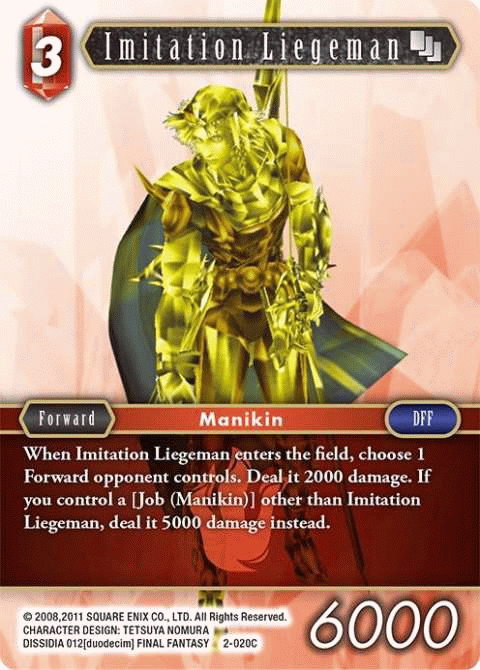 3
Imitation Liegeman
Forward
Manikin
DFF
When Imitation Liegeman enters the field, choose 1
Forward opponent controls. Deal it 2000 damage. If
you control a [Job (Manikin)] other than Imitation
Liegeman, deal it 5000 damage instead.
© 2008,2011 SQUARE ENIX CO., LTD. All Rights Reserved.
CHARACTER DESIGN: TETSUYA NOMURA
DISSIDIA 012[duodecim] FINAL FANTASY 2-020C
6000